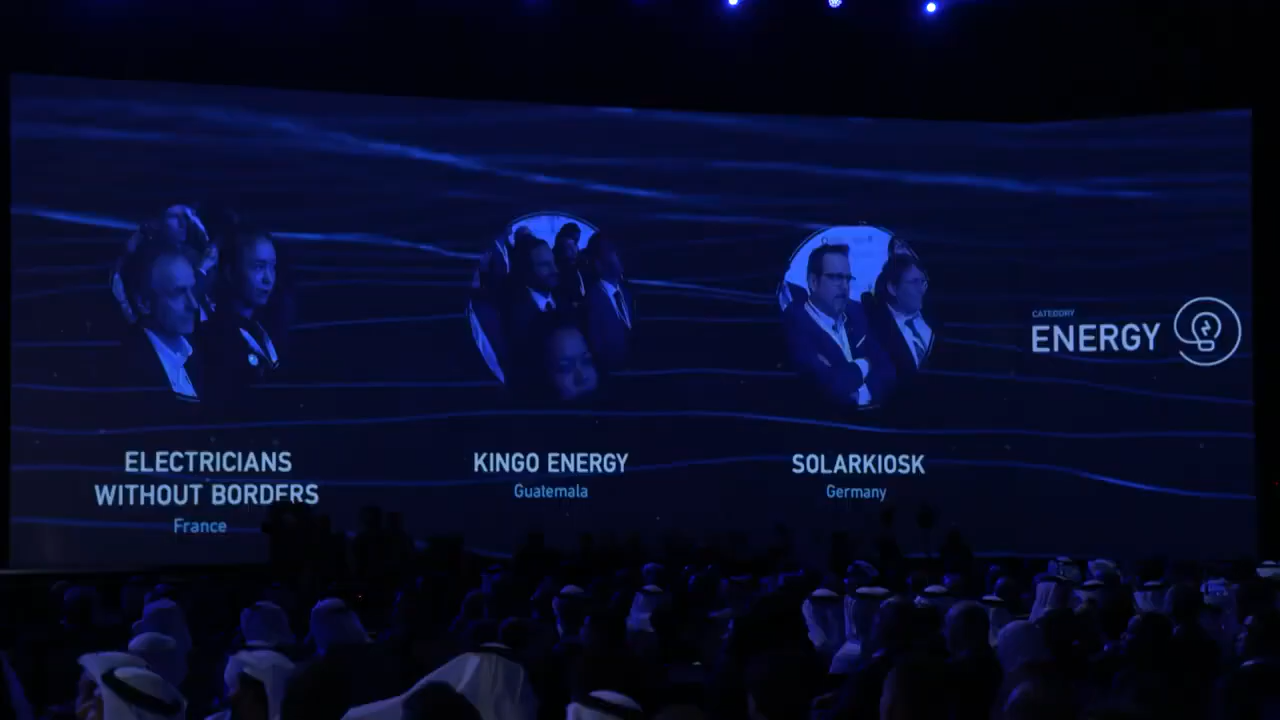 ELECTRICIANS
WITHOUT BORDERS
France
KINGO ENERGY
Guatemala
SOLARKIOSK
Germany
CATEGORY
ENERGY